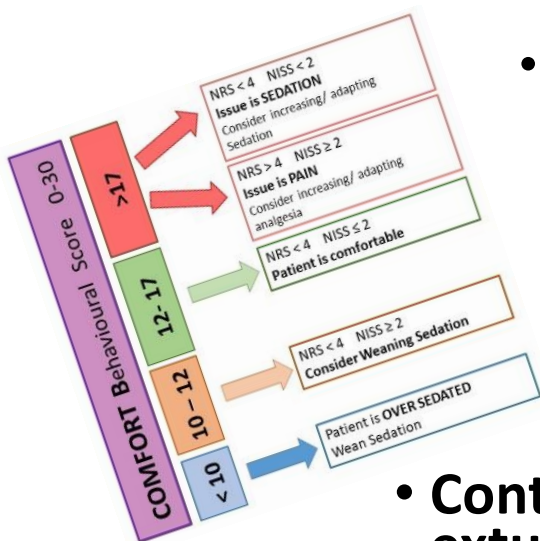 COMFORT Behavioural Score 0-30
>17
NRS < 4 NISS < 2
Issue is SEDATION
Consider increasing/ adapting
Sedation
NRS > 4 NISS ≥ 2
Issue is PAIN
Consider increasing/ adapting
analgesia
12- 17
NRS < 4 NISS ≤ 2
Patient is comfortable
10 – 12
NRS < 4 NISS ≥ 2
Consider Weaning Sedation
< 10
Patient is OVER SEDATED
Wean Sedation
•
• Cont